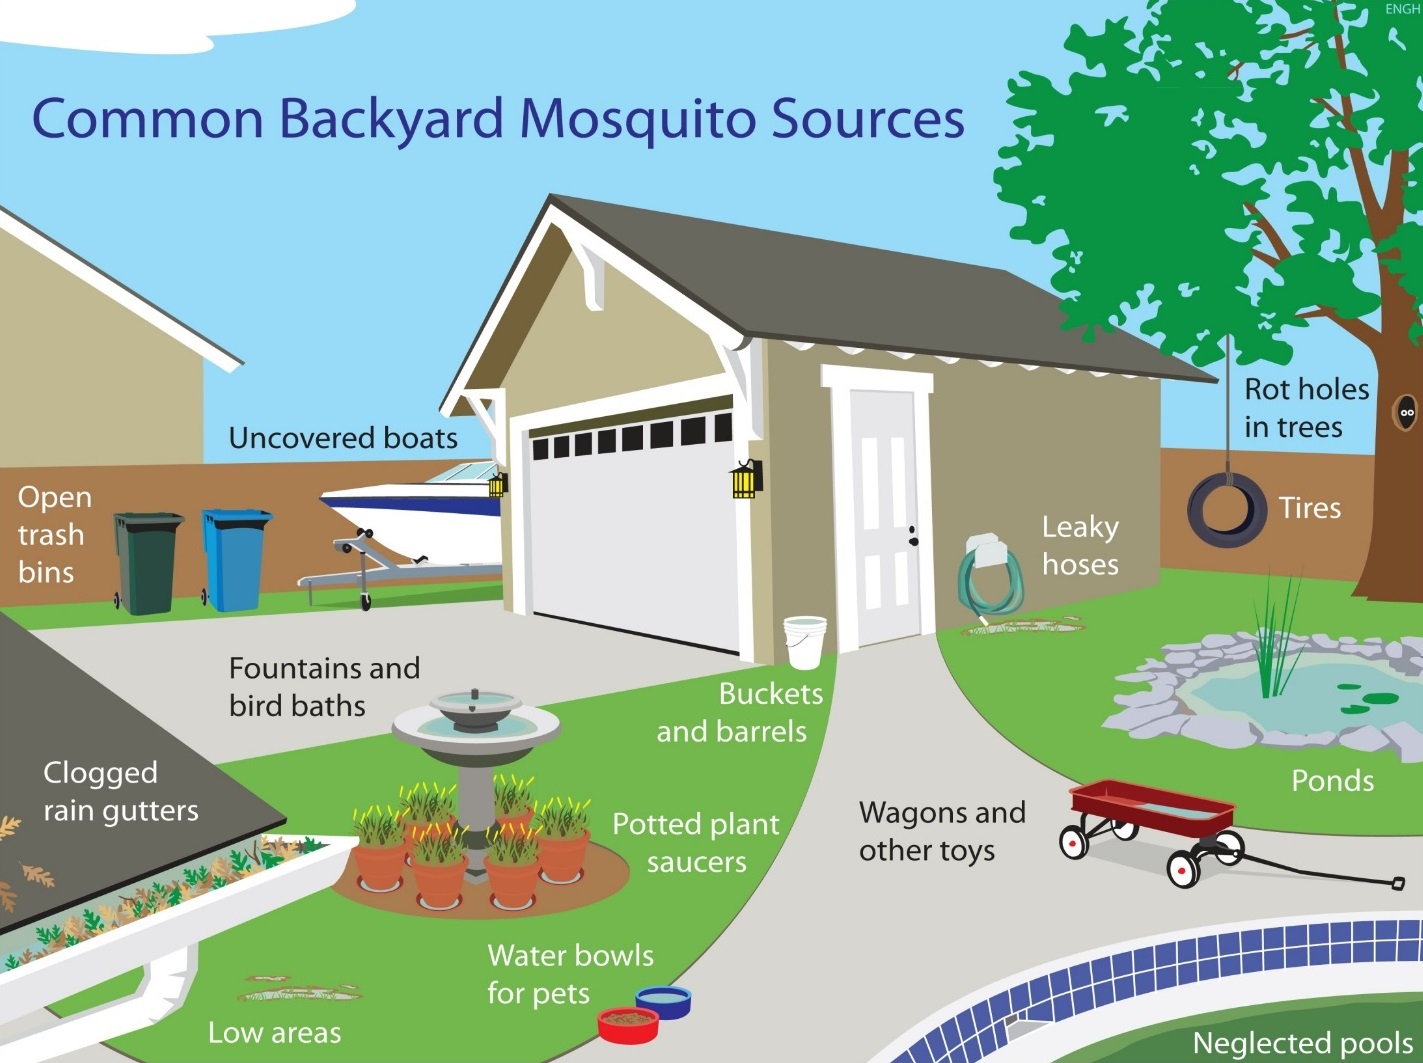 ENGH
Common Backyard Mosquito Sources
Rot holes
in trees
Uncovered boats
Open
trash
bins
Tires
Leaky
hoses
Fountains and
bird baths
Buckets
and barrels
Clogged
rain gutters
Ponds
Potted plant
saucers
Wagons and
other toys
Water bowls
for pets
Low areas
Neglected pools